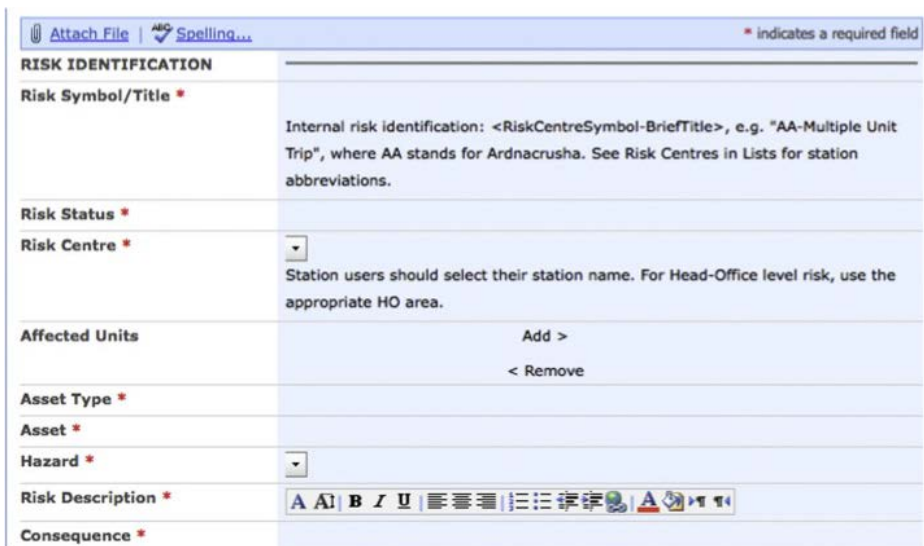 Attach File | ABC Spelling... * indicates a required field
RISK IDENTIFICATION
Risk Symbol/Title *
Internal risk identification: <RiskCentreSymbol-BriefTitle>, e.g. "AA-Multiple Unit
Trip", where AA stands for Ardnacrusha. See Risk Centres in Lists for station
abbreviations.
Risk Status *
Risk Centre *
Station users should select their station name. For Head-Office level risk, use the
appropriate HO area.
Affected Units Add >
< Remove
Asset Type *
Asset *
Hazard *
Risk Description * A AI B I U A
Consequence *